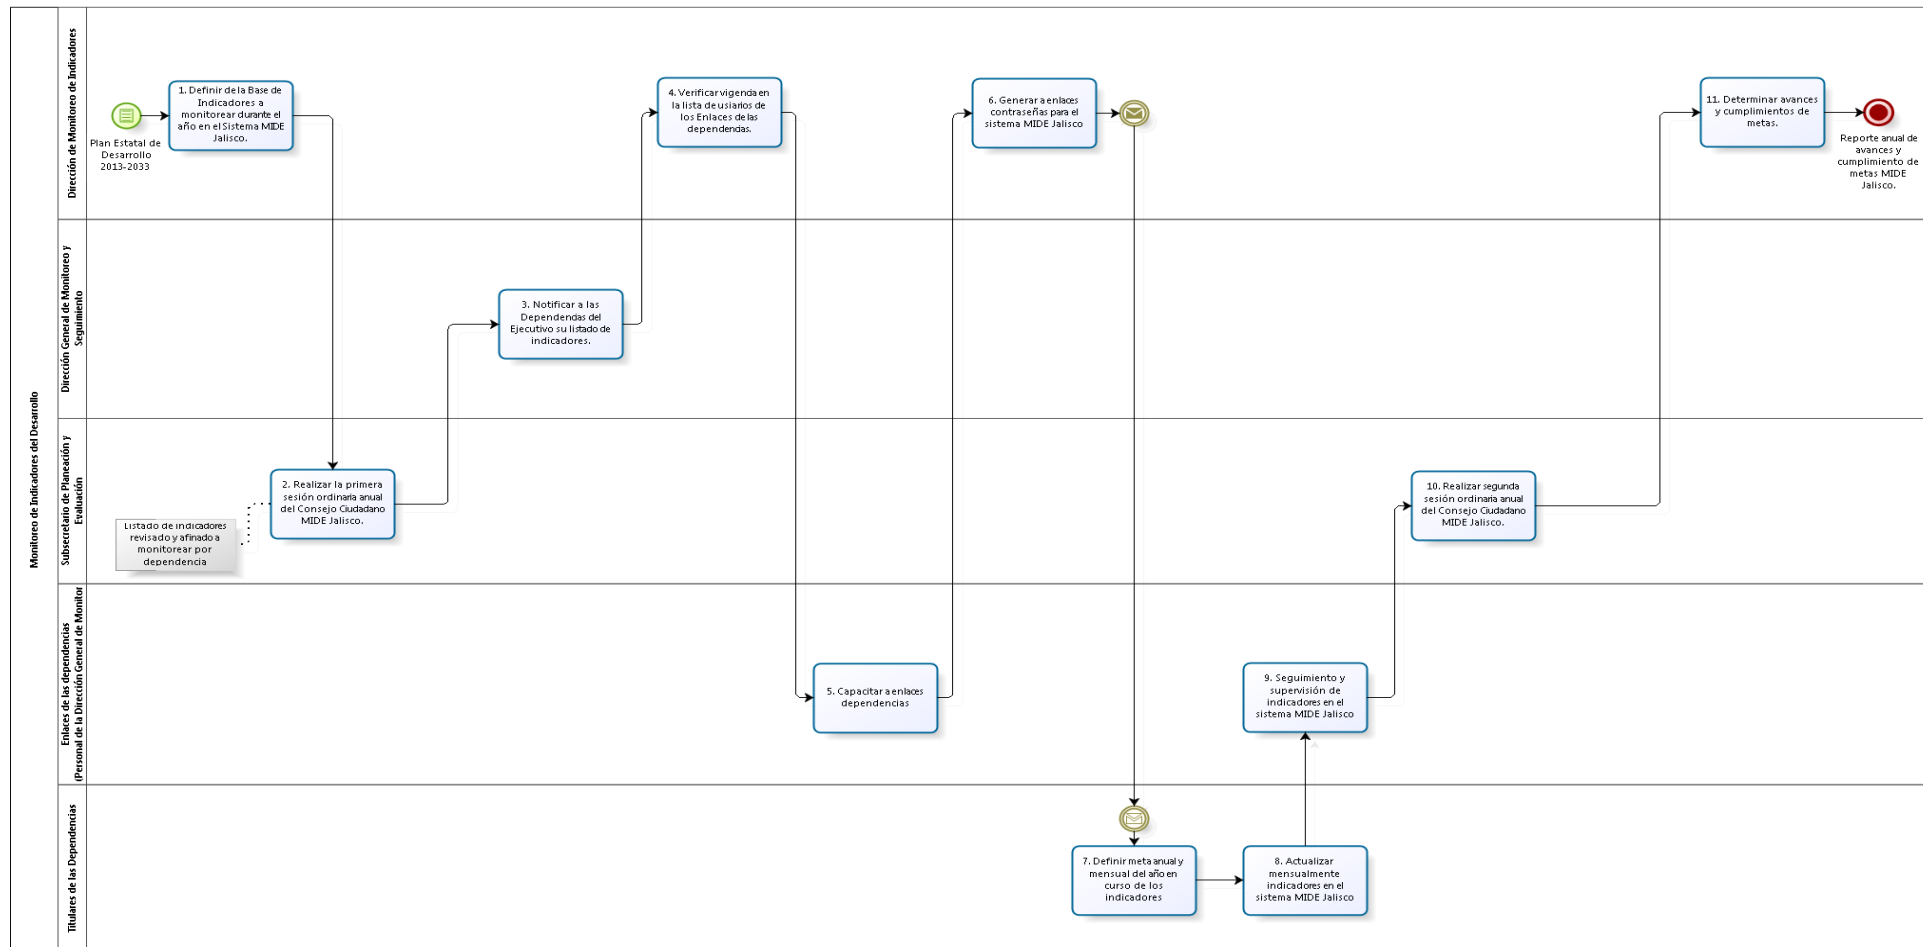 Monitoreo de Indicadores del Desarrollo
Dirección de Monitoreo de Indicadores
Plan Estatal de
Desarrollo
2013-2033
1. Definir de la Base de
Indicadores a
monitorear durante el
año en el Sistema MIDE
Jalisco.
4. Verificar vigencia en
la lista de usiarios de
los Enlaces de las
dependencias.
6. Generar a enlaces
contraseñas para el
sistema MIDE Jalisco
11. Determinar avances
y cumplimientos de
metas.
Reporte anual de
avances y
cumplimiento de
metas MIDE
Jalisco.
Dirección General de Monitoreo y
Seguimiento
3. Notificar a las
Dependencias del
Ejecutivo su listado de
indicadores.
Subsecretario de Planeación y
Evaluación
2. Realizar la primera
sesión ordinaria anual
del Consejo Ciudadano
MIDE Jalisco.
Listado de indicadores
revisado y afinado a
monitorear por
dependencia
10. Realizar segunda
sesión ordinaria anual
del Consejo Ciudadano
MIDE Jalisco.
Enlaces de las dependencias
(Personal de la Dirección General de Monitor
5. Capacitar a enlaces
dependencias
9. Seguimiento y
supervisión de
indicadores en el
sistema MIDE Jalisco
Titulares de las Dependencias
7. Definir meta anual y
mensual del año en
curso de los
indicadores
8. Actualizar
mensualmente
indicadores en el
sistema MIDE Jalisco